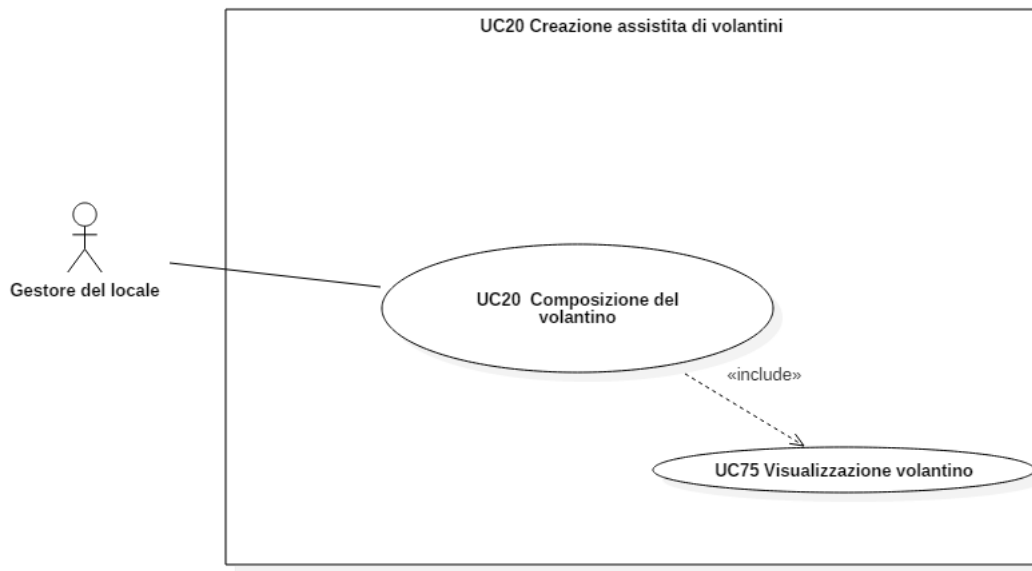 UC20 Creazione assistita di volantini
Gestore del locale
UC20 Composizione del
volantino
«include»
UC75 Visualizzazione volantino